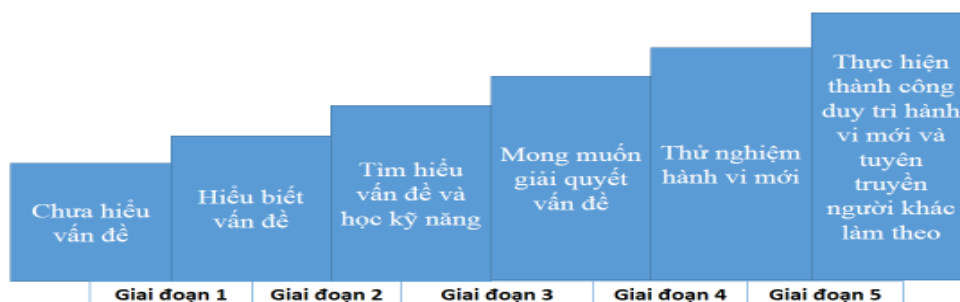 Chưa hiểu
vấn đề
Hiểu biết
vấn đề
Tìm hiểu
vấn đề và
học kỹ năng
Mong muốn
giải quyết
vấn đề
Thử nghiệm
hành vi mới
Thực hiện
thành công
duy trì hành
vi mới và
tuyên
truyền
người khác
làm theo
Giai đoạn 1
Giai đoạn 2
Giai đoạn 3
Giai đoạn 4
Giai đoạn 5